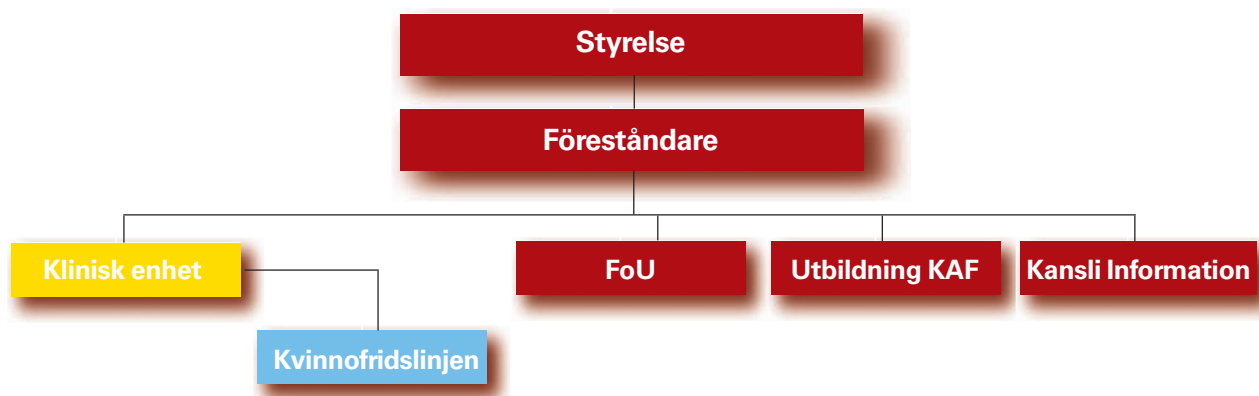 Styrelse
Föreståndare
Klinisk enhet
FoU
Utbildning KAF
Kansli Information
Kvinnofridslinjen